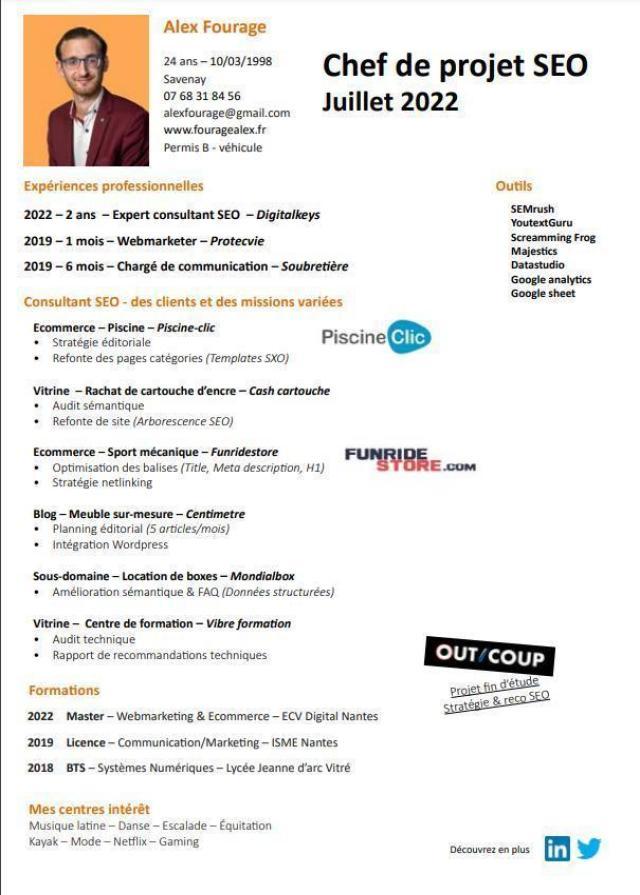 Alex Fourage
24 ans – 10/03/1998
Savenay
07 68 31 84 56
alexfourage@gmail.com
www.fouragealex.fr
Permis B - véhicule
Chef de projet SEO
Juillet 2022
Expériences professionnelles
2022 – 2 ans – Expert consultant SEO – Digitalkeys
2019 – 1 mois – Webmarketer – Protecvie
2019 – 6 mois – Chargé de communication – Soubretière
Outils
SEMrush
YoutextGuru
Screamming Frog
Majestics
Datastudio
Google analytics
Google sheet
Consultant SEO - des clients et des missions variées
Ecommerce – Piscine – Piscine-clic
• Stratégie éditoriale
• Refonte des pages catégories (Templates SXO)
PiscineClic
Vitrine – Rachat de cartouche d'encre – Cash cartouche
• Audit sémantique
• Refonte de site (Arborescence SEO)
Ecommerce – Sport mécanique – Funridestore
• Optimisation des balises (Title, Meta description, H1)
• Stratégie netlinking
FUNRIDE
STORE.COM
Blog – Meuble sur-mesure – Centimetre
• Planning éditorial (5 articles/mois)
• Intégration Wordpress
Sous-domaine – Location de boxes – Mondialbox
• Amélioration sémantique & FAQ (Données structurées)
Vitrine – Centre de formation – Vibre formation
• Audit technique
• Rapport de recommandations techniques
OUT/COUP
Projet fin d'étude
Stratégie & reco SEO
Formations
2022 Master – Webmarketing & Ecommerce – ECV Digital Nantes
2019 Licence – Communication/Marketing – ISME Nantes
2018 BTS – Systèmes Numériques – Lycée Jeanne d'arc Vitré
Mes centres intérêt
Musique latine – Danse – Escalade – Équitation
Kayak – Mode – Netflix – Gaming
Découvrez en plus
in